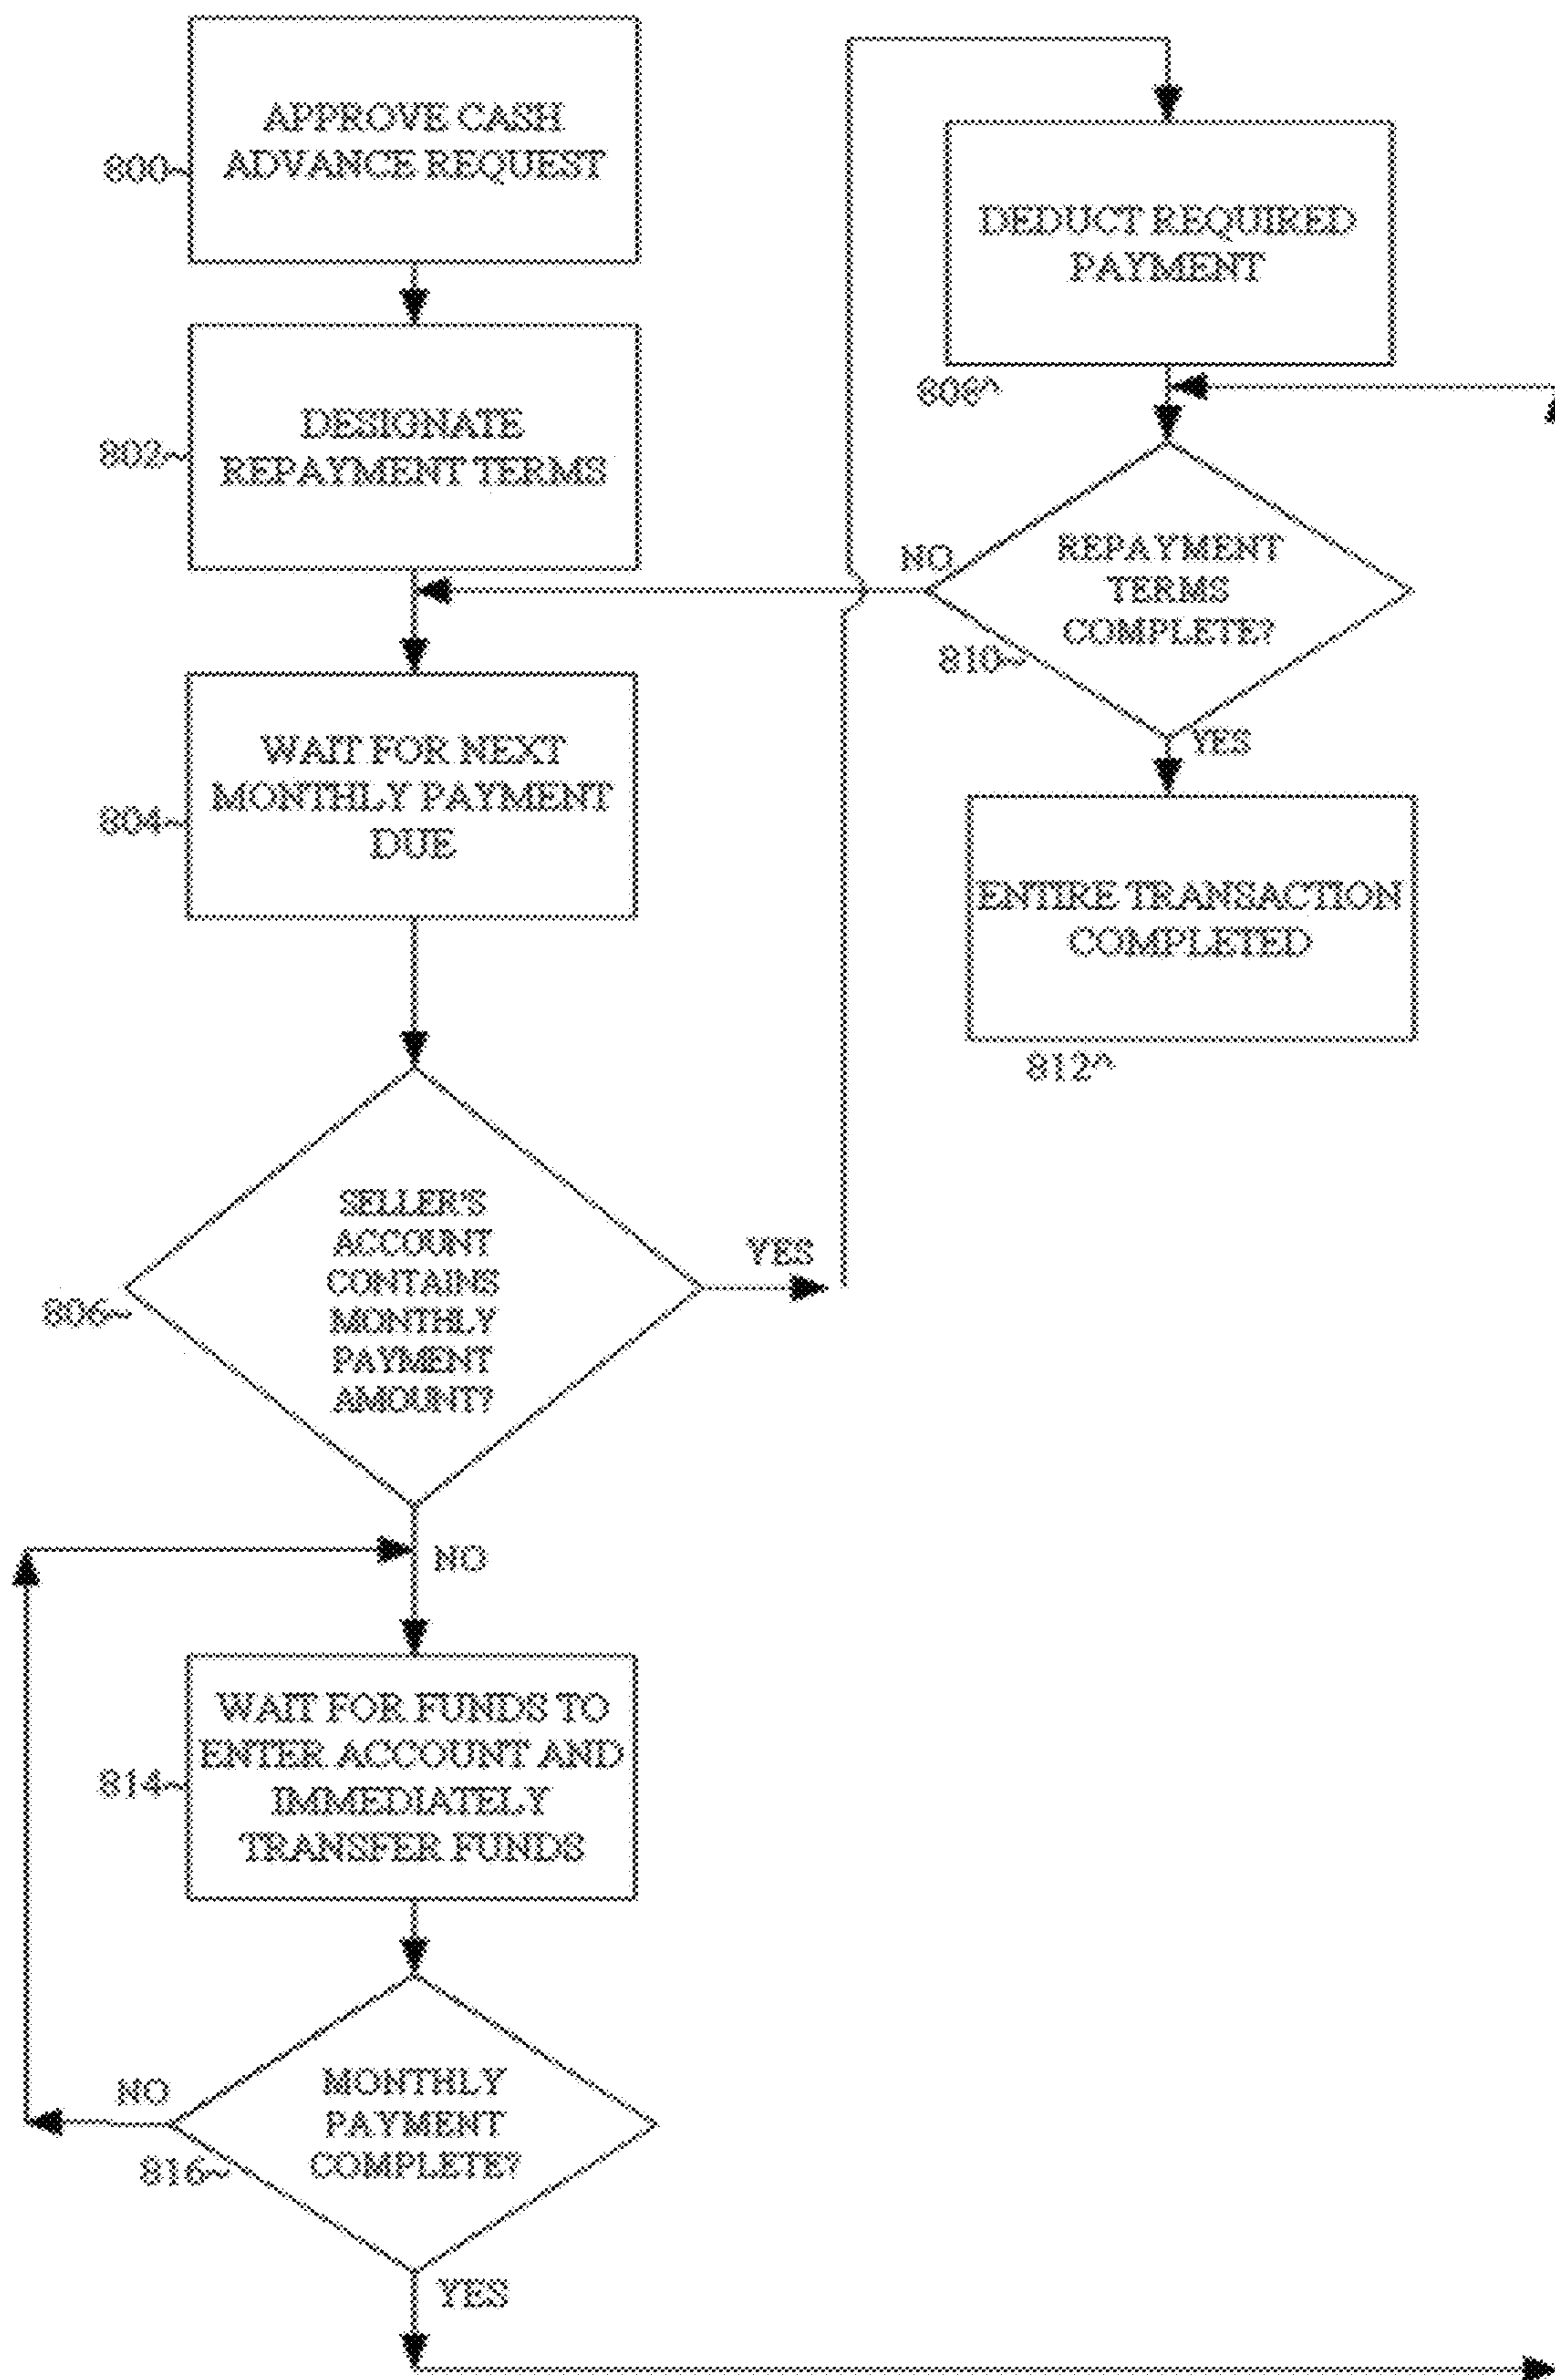 APPROVE CASH
ADVANCE REQUEST
800
DESIGNATE
REPAYMENT TERMS
802
WAIT FOR NEXT
MONTHLY PAYMENT
DUE
804
SELLER'S
ACCOUNT
CONTAINS
MONTHLY
PAYMENT
AMOUNT?
806
YES
NO
WAIT FOR FUNDS TO
ENTER ACCOUNT AND
IMMEDIATELY
TRANSFER FUNDS
814
MONTHLY
PAYMENT
COMPLETE?
816
NO
YES
DEDUCT REQUIRED
PAYMENT
808
REPAYMENT
TERMS
COMPLETE?
810
NO
YES
ENTIRE TRANSACTION
COMPLETED
812